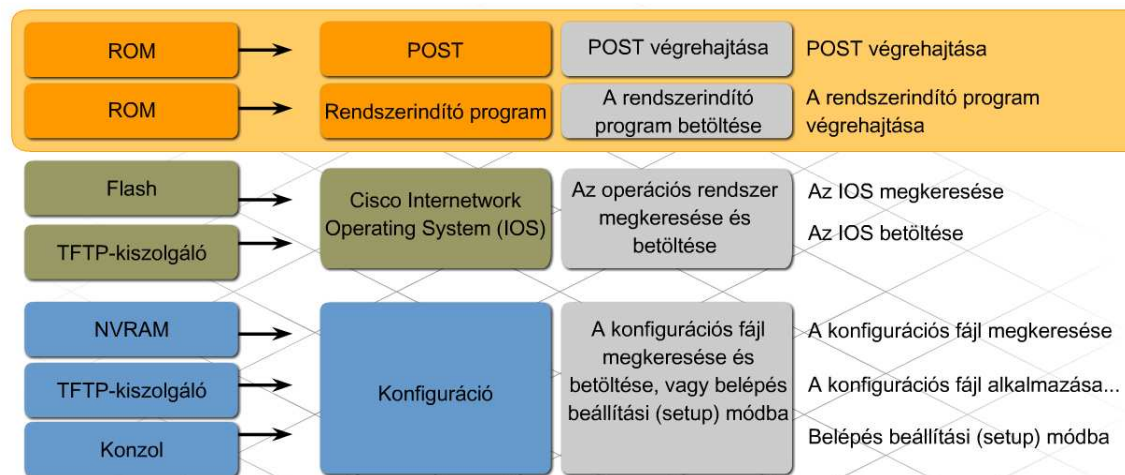 ROM
POST
POST végrehajtása
POST végrehajtása
ROM
Rendszerindító program
A rendszerindító
program betöltése
A rendszerindító program
végrehajtása
Flash
TFTP-kiszolgáló
Cisco Internetwork
Operating System (IOS)
Az operációs rendszer
megkeresése és
betöltése
Az IOS megkeresése
Az IOS betöltése
NVRAM
TFTP-kiszolgáló
Konzol
Konfiguráció
A konfigurációs fájl
megkeresése és
betöltése, vagy belépés
beállítási (setup) módba
A konfigurációs fájl megkeresése
A konfigurációs fájl alkalmazása...
Belépés beállítási (setup) módba